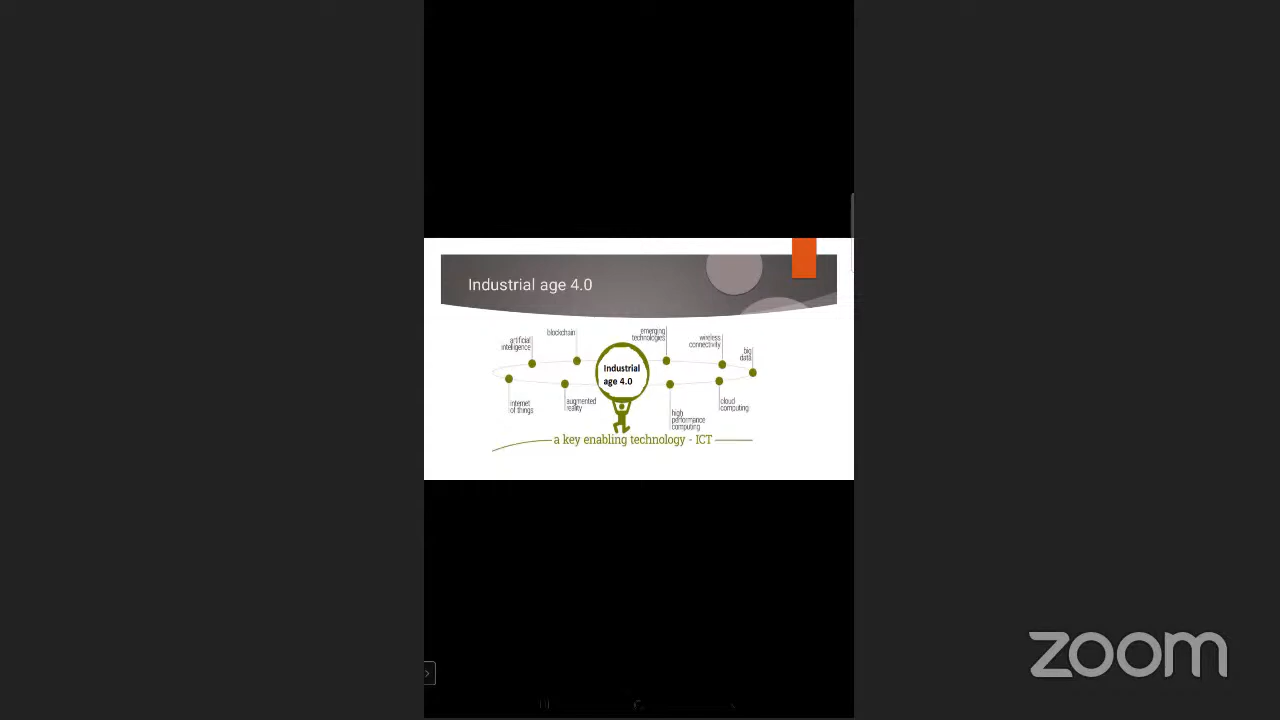 Industrial age 4.0
blockchain
emerging
technologies
artificial
intelligence
wireless
connectivity
big
data
Industrial
age 4.0
internet
of things
augmented
reality
high
performance
computing
cloud
computing
a key enabling technology - ICT
zoom